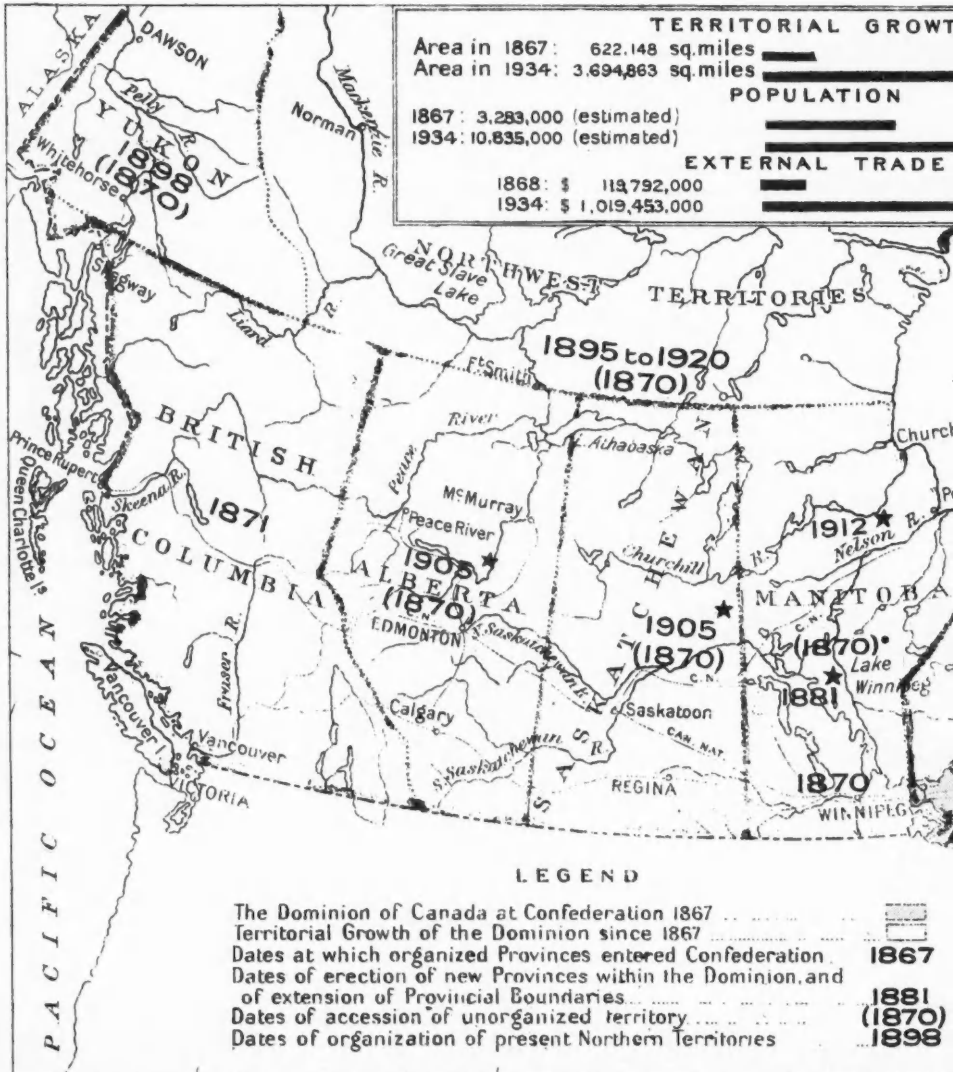 TERRITORIAL GROWT
Area in 1867: 622.148 sq.miles
Area in 1934: 3.694,863 sq.miles
POPULATION
1867: 3,283,000 (estimated)
1934: 10.835,000 (estimated)
EXTERNAL TRADE
1868: $ 119,792,000
1934: $ 1,019,453,000
ALASKA
DAWSON
Pelly R.
YUKON
1898
(1870)
Whitehorse
Mackenzie R.
Norman
Skagway
Liard R
NORTHWEST TERRITORIES
Great Slave
Lake
1895 to 1920
(1870)
Ft Smith
BRITISH
COLUMBIA
1871
Prince Rupert
Skeena R.
Queen Charlotte Is
Fraser R
Vancouver I.
Vancouver
VICTORIA
PACIFIC OCEAN
Peace River
McMurray
Peace River
1905
(1870)
ALBERTA
C.N.
EDMONTON
N. Saskatchewan
Calgary
S. Saskatchewan R.
L. Athabaska
SASKATCHEWAN
Churchill R.
1905
(1870)
C.N.
Saskatoon
CAN. NAT.
REGINA
Church
1912
Nelson R.
MANITOBA
C.N.
(1870)
Lake
Winnipeg
1881
1870
WINNIPEG
LEGEND
The Dominion of Canada at Confederation 1867
Territorial Growth of the Dominion since 1867
Dates at which organized Provinces entered Confederation 1867
Dates of erection of new Provinces within the Dominion, and
of extension of Provincial Boundaries 1881
Dates of accession of unorganized territory (1870)
Dates of organization of present Northern Territories 1898